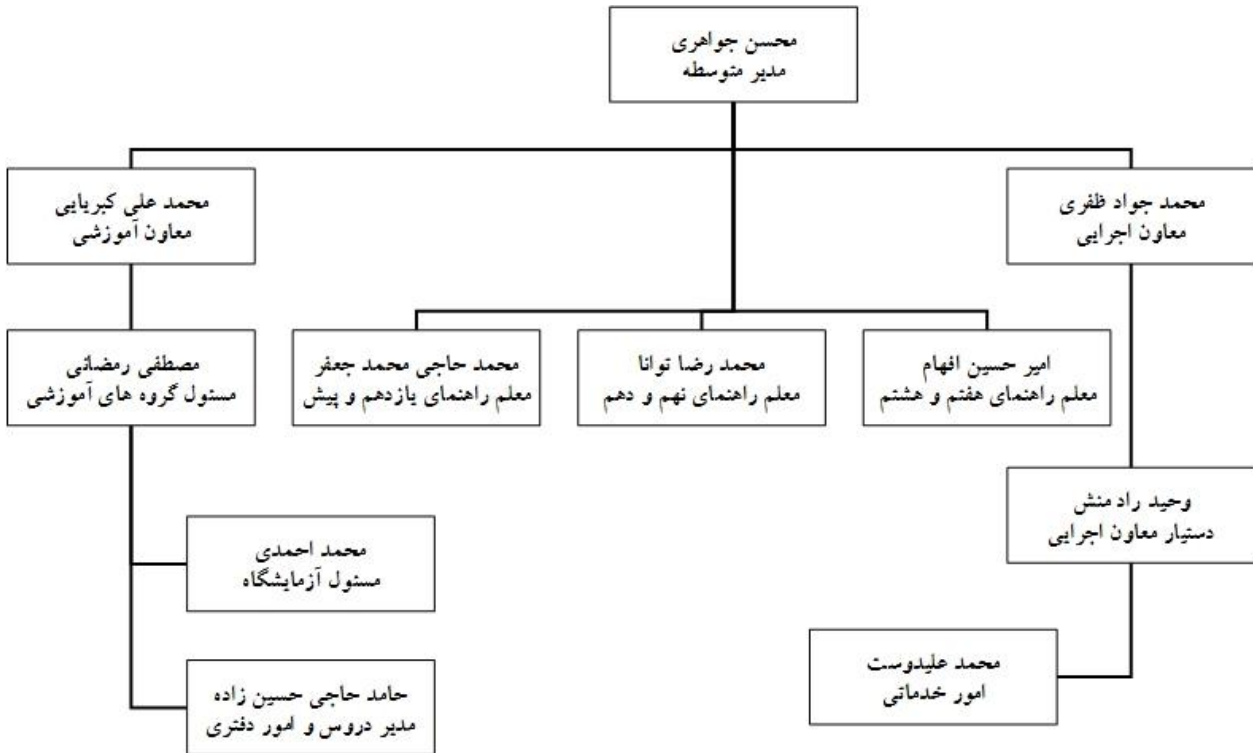 محسن جواهری
مدیر متوسطه
محمد جواد ظفری
معاون اجرایی
محمد علی کبریایی
معاون آموزشی
امیر حسین افهام
معلم راهنمای هفتم و هشتم
محمد رضا توانا
معلم راهنمای نهم و دهم
محمد حاجی محمد جعفر
معلم راهنمای یازدهم و پیش
مصطفی رمضانی
مسئول گروه های آموزشی
وحید راد منش
دستیار معاون اجرایی
محمد احمدی
مسئول آزمایشگاه
محمد علیدوست
امور خدماتی
حامد حاجی حسین زاده
مدیر دروس و امور دفتری